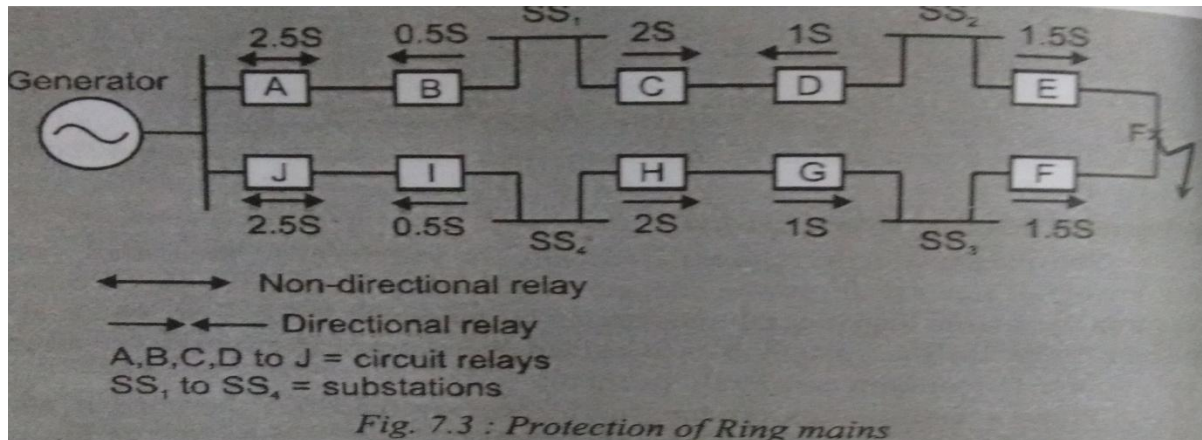 SS₁ SS₂
2.5S 0.5S 2S 1S 1.5S
Generator
A B C D E
F
J I H G F
2.5S 0.5S 2S 1S 1.5S
SS₄ SS₃
Non-directional relay
Directional relay
A,B,C,D to J = circuit relays
SS₁ to SS₄ = substations
Fig. 7.3 : Protection of Ring mains